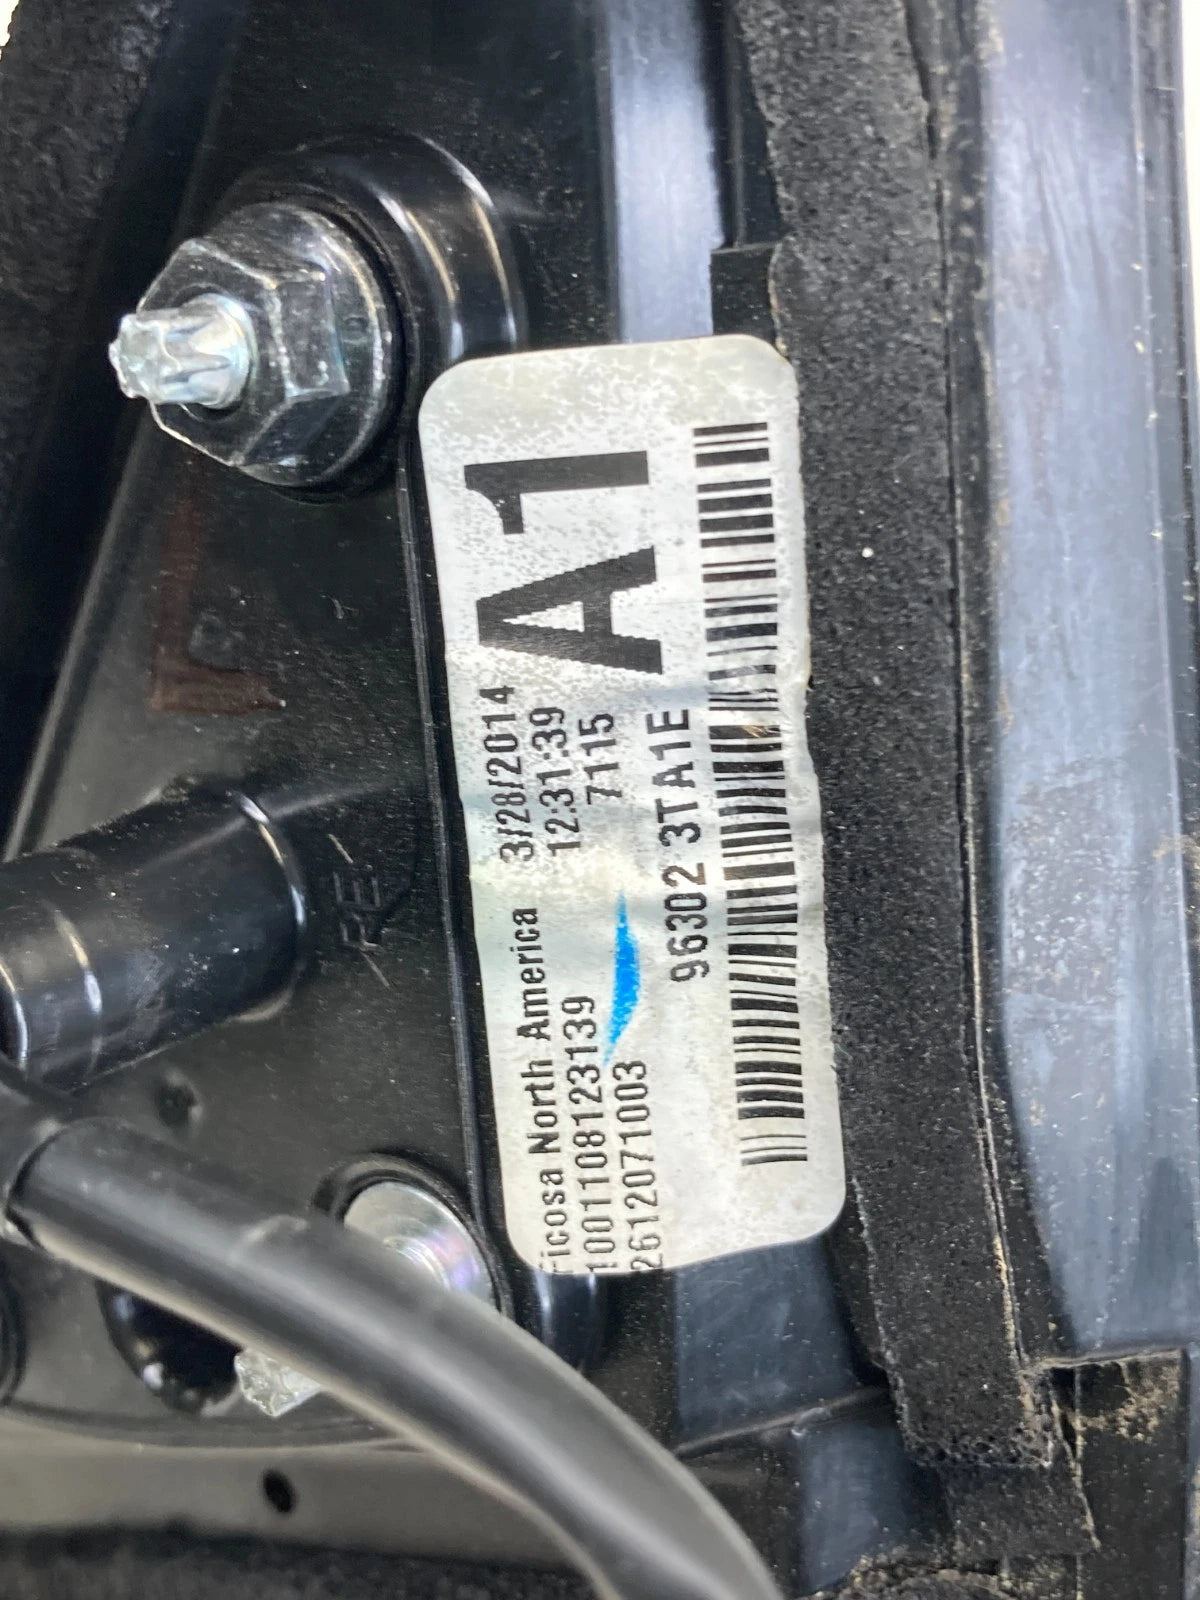 Ficosa North America 3/28/2014
1001108123139 12:31:39
2612071003 7115
A1
96302 3TA1E